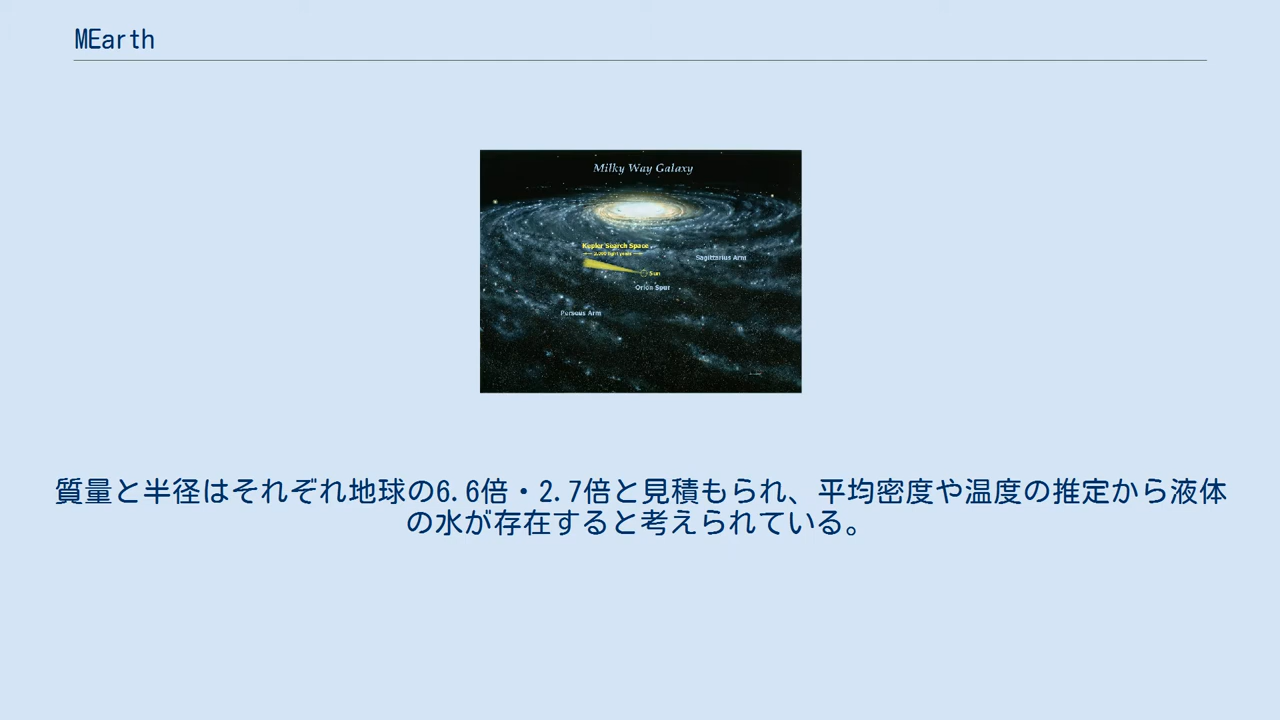 MEarth
Milky Way Galaxy
Kepler Search Space
Sagittarius Arm
Sun
Orion Spur
Perseus Arm
質量と半径はそれぞれ地球の6.6倍・2.7倍と見積もられ、平均密度や温度の推定から液体
の水が存在すると考えられている。